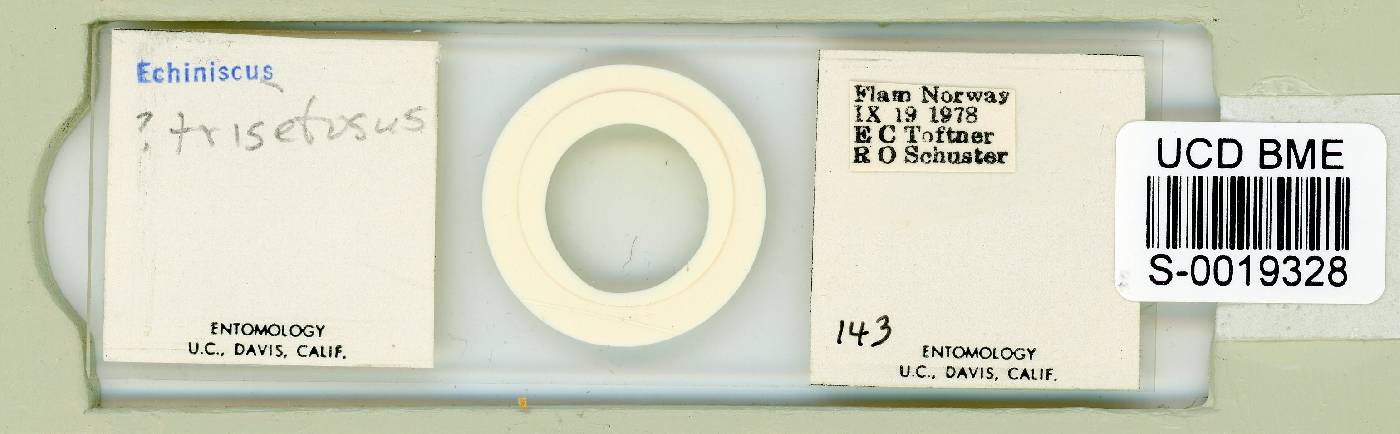 Echiniscus
? trisetosus
ENTOMOLOGY
U.C., DAVIS, CALIF.
Flam Norway
IX 19 1978
E C Toftner
R O Schuster
143
ENTOMOLOGY
U.C., DAVIS, CALIF.
UCD BME
S-0019328